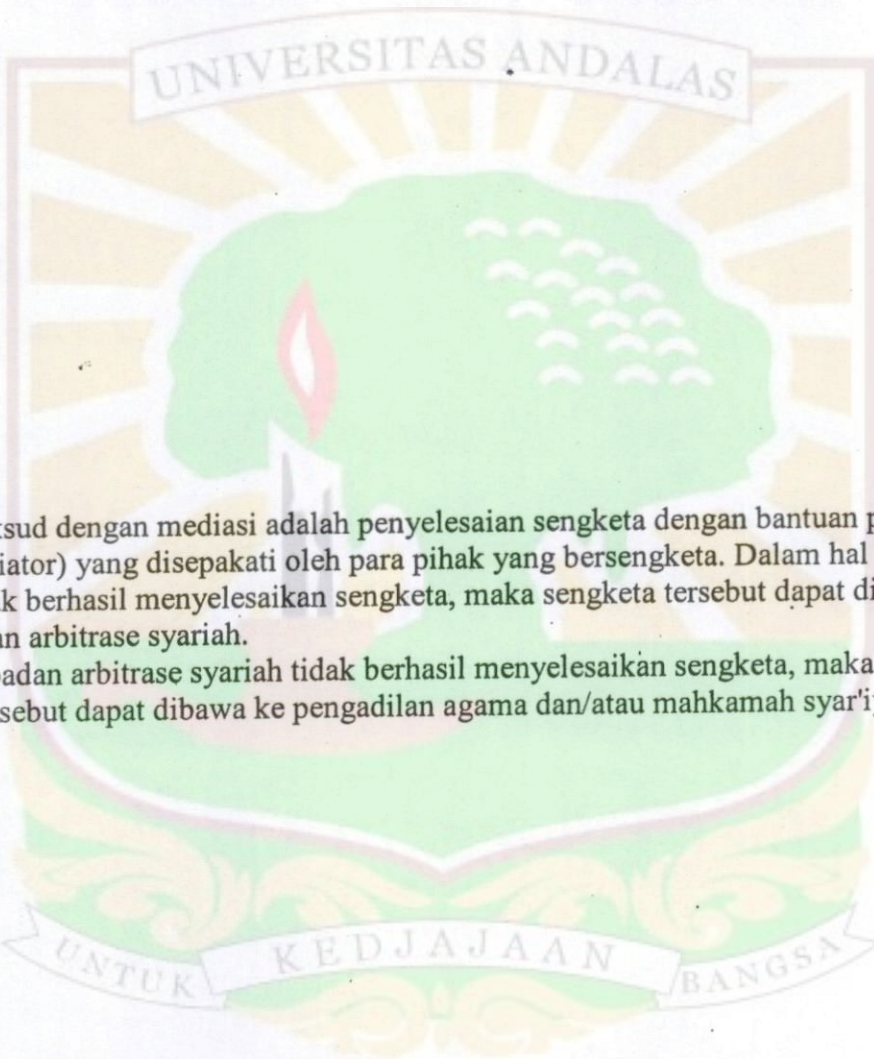 UNIVERSITAS ANDALAS
sud dengan mediasi adalah penyelesaian sengketa dengan bantuan p
iator) yang disepakati oleh para pihak yang bersengketa. Dalam hal
k berhasil menyelesaikan sengketa, maka sengketa tersebut dapat di
n arbitrase syariah.
adan arbitrase syariah tidak berhasil menyelesaikan sengketa, maka
sebut dapat dibawa ke pengadilan agama dan/atau mahkamah syar'iy
UNTUK KEDJAJAAN BANGSA